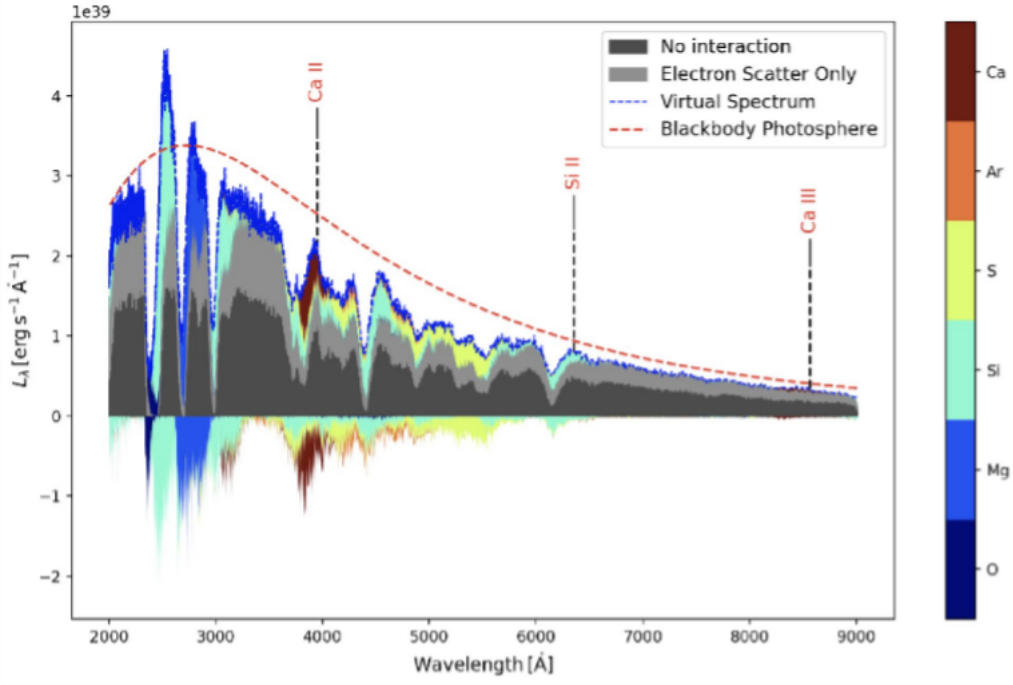 1e39
Ca II
Si II
Ca III
No interaction
Electron Scatter Only
Virtual Spectrum
Blackbody Photosphere
4
3
2
1
0
−1
−2
L_λ [erg s⁻¹ Å⁻¹]
2000 3000 4000 5000 6000 7000 8000 9000
Wavelength [Å]
Ca
Ar
S
Si
Mg
O